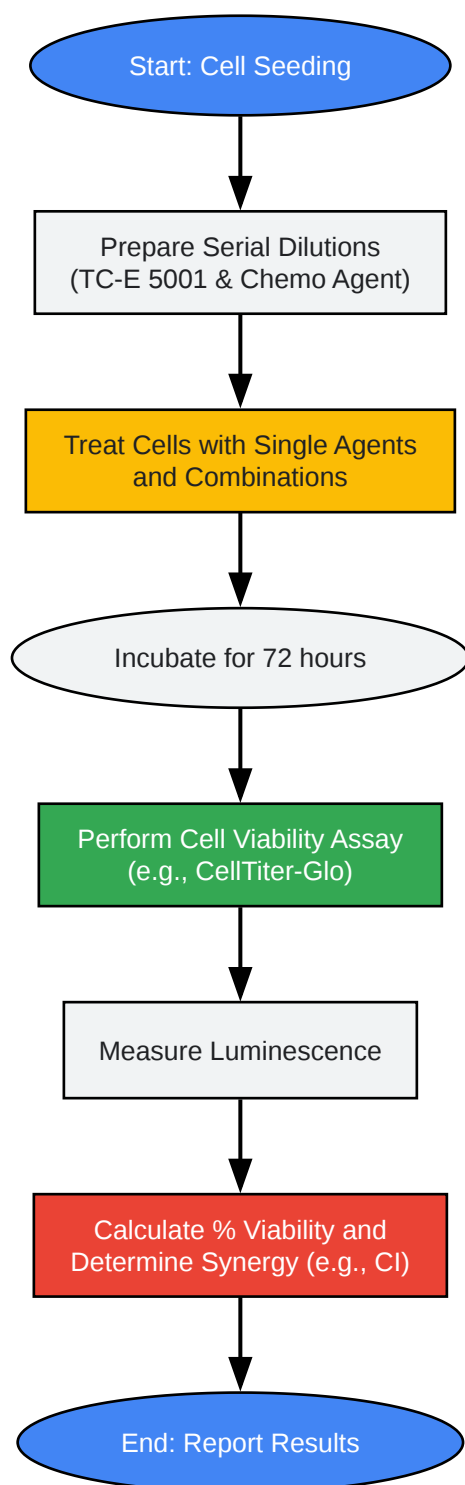 Start: Cell Seeding
Prepare Serial Dilutions
(TC-E 5001 & Chemo Agent)
Treat Cells with Single Agents
and Combinations
Incubate for 72 hours
Perform Cell Viability Assay
(e.g., CellTiter-Glo)
Measure Luminescence
Calculate % Viability and
Determine Synergy (e.g., CI)
End: Report Results